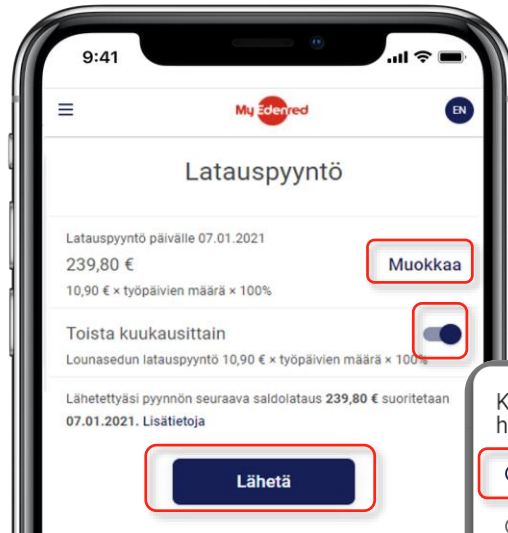 9:41
My Edenred
EN
Latauspyyntö
Latauspyyntö päivälle 07.01.2021
239,80 €
Muokkaa
10,90 € × työpäivien määrä × 100%
Toista kuukausittain
Lounasedun latauspyyntö 10,90 € × työpäivien määrä × 100%
Lähetettyäsi pyynnön seuraava saldolataus 239,80 € suoritetaan
07.01.2021. Lisätietoja
Lähetä